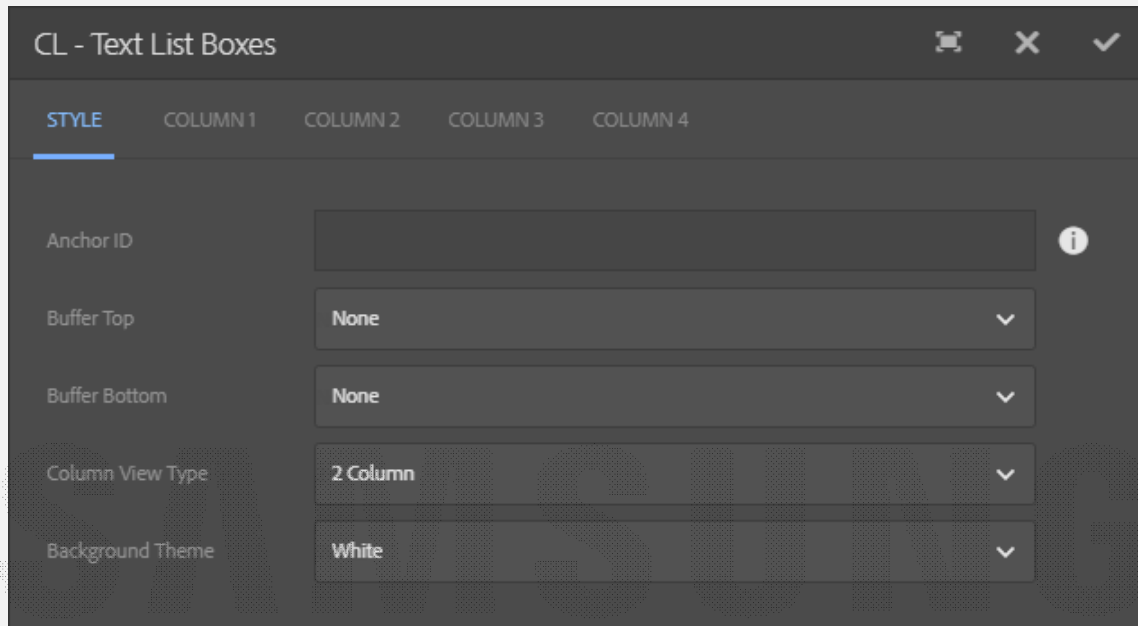 CL - Text List Boxes
STYLE COLUMN 1 COLUMN 2 COLUMN 3 COLUMN 4
Anchor ID
Buffer Top None
Buffer Bottom None
Column View Type 2 Column
Background Theme White
SAMSUNG